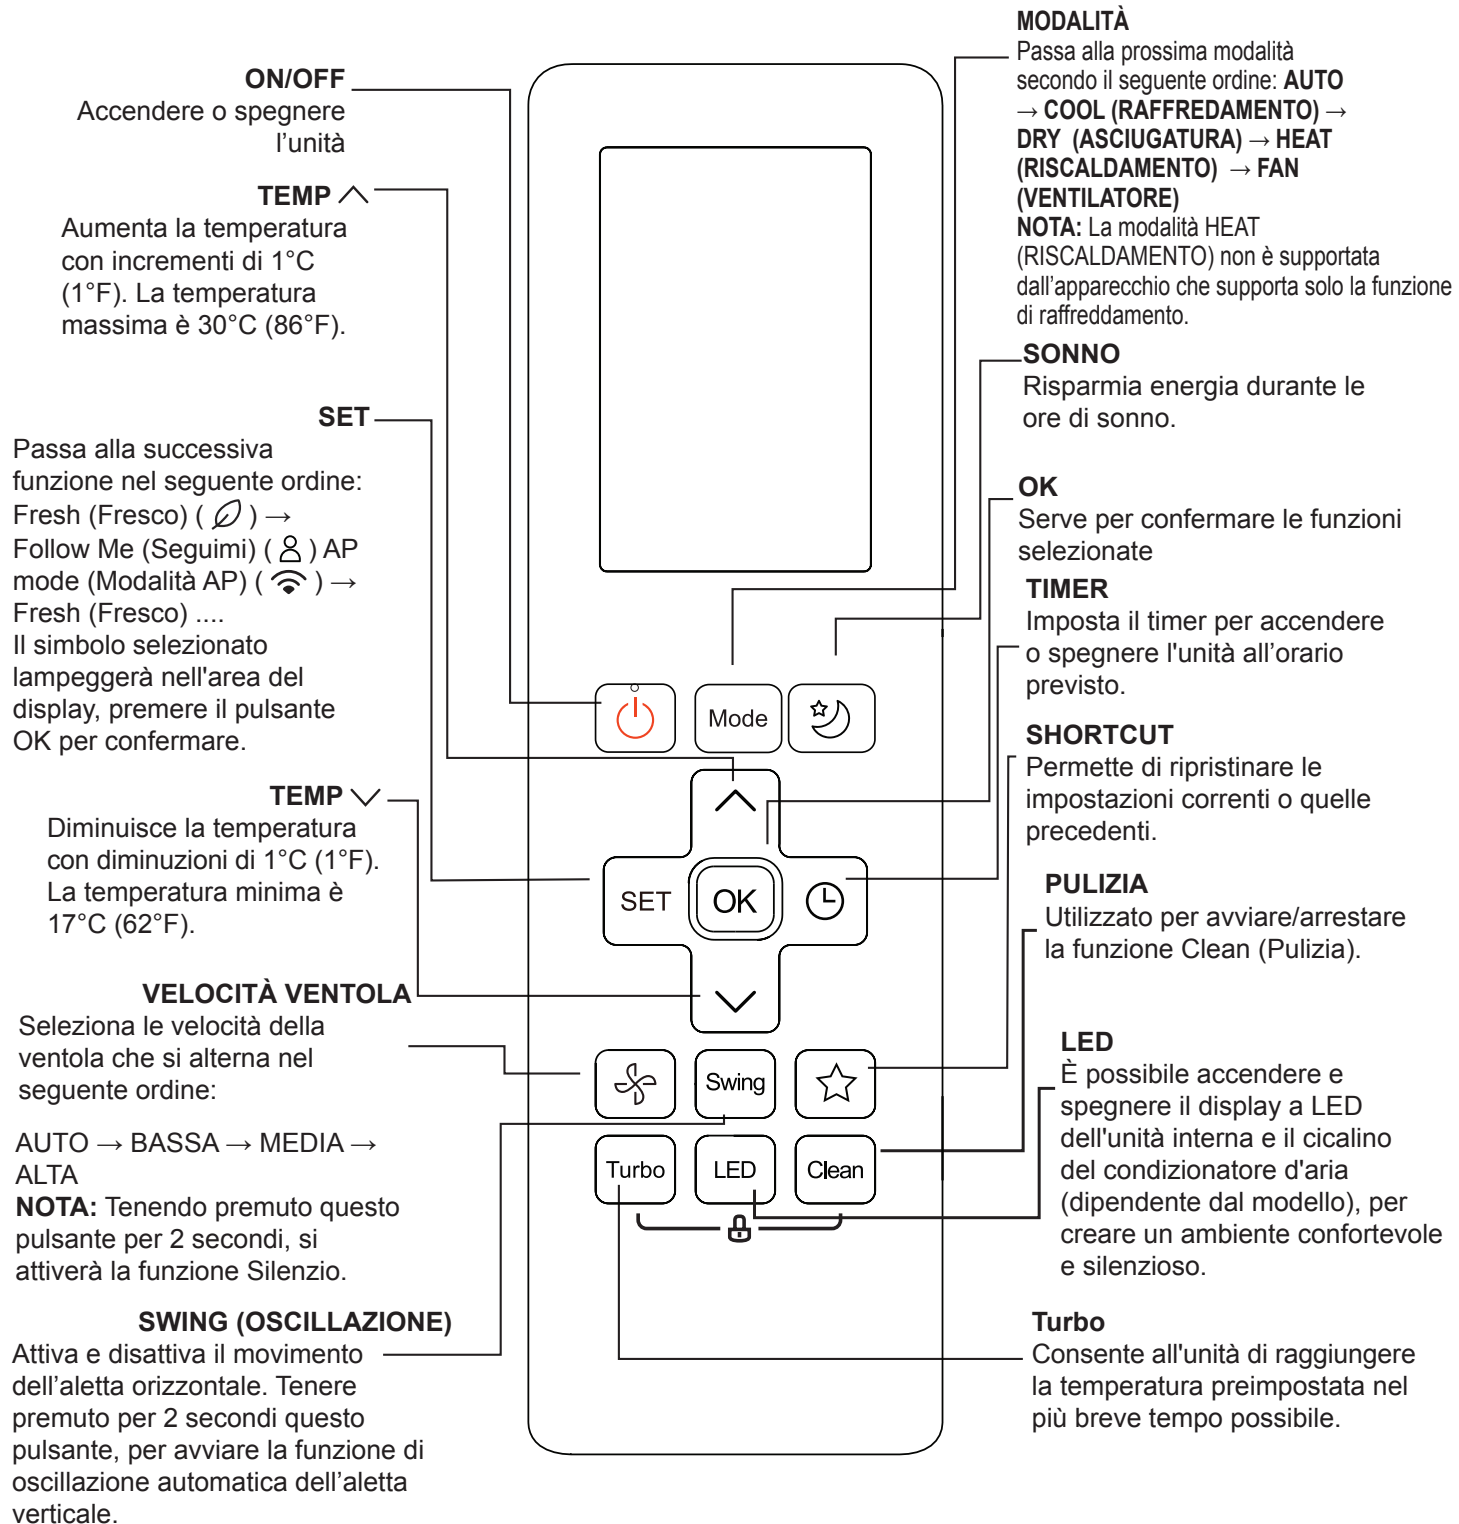 ON/OFF
Accendere o spegnere
l’unità
TEMP
Aumenta la temperatura
con incrementi di 1°C
(1°F). La temperatura
massima è 30°C (86°F).
SET
Passa alla successiva
funzione nel seguente ordine:
Fresh (Fresco) ( ) →
Follow Me (Seguimi) ( ) AP
mode (Modalità AP) ( ) →
Fresh (Fresco) ....
Il simbolo selezionato
lampeggerà nell'area del
display, premere il pulsante
OK per confermare.
TEMP
Diminuisce la temperatura
con diminuzioni di 1°C (1°F).
La temperatura minima è
17°C (62°F).
VELOCITÀ VENTOLA
Seleziona le velocità della
ventola che si alterna nel
seguente ordine:
AUTO → BASSA → MEDIA →
ALTA
NOTA: Tenendo premuto questo
pulsante per 2 secondi, si
attiverà la funzione Silenzio.
SWING (OSCILLAZIONE)
Attiva e disattiva il movimento
dell’aletta orizzontale. Tenere
premuto per 2 secondi questo
pulsante, per avviare la funzione di
oscillazione automatica dell’aletta
verticale.
Mode
SET
OK
Swing
Turbo
LED
Clean
MODALITÀ
Passa alla prossima modalità
secondo il seguente ordine: AUTO
→ COOL (RAFFREDAMENTO) →
DRY (ASCIUGATURA) → HEAT
(RISCALDAMENTO) → FAN
(VENTILATORE)
NOTA: La modalità HEAT
(RISCALDAMENTO) non è supportata
dall’apparecchio che supporta solo la funzione
di raffreddamento.
SONNO
Risparmia energia durante le
ore di sonno.
OK
Serve per confermare le funzioni
selezionate
TIMER
Imposta il timer per accendere
o spegnere l'unità all’orario
previsto.
SHORTCUT
Permette di ripristinare le
impostazioni correnti o quelle
precedenti.
PULIZIA
Utilizzato per avviare/arrestare
la funzione Clean (Pulizia).
LED
È possibile accendere e
spegnere il display a LED
dell'unità interna e il cicalino
del condizionatore d'aria
(dipendente dal modello), per
creare un ambiente confortevole
e silenzioso.
Turbo
Consente all'unità di raggiungere
la temperatura preimpostata nel
più breve tempo possibile.